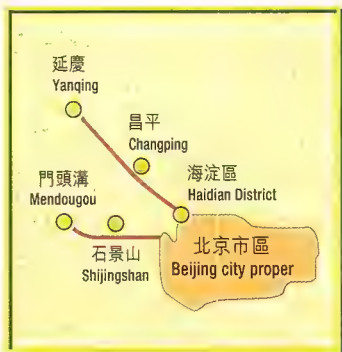 延慶
Yanqing
昌平
Changping
門頭溝
Mendougou
海淀區
Haidian District
石景山
Shijingshan
北京市區
Beijing city proper